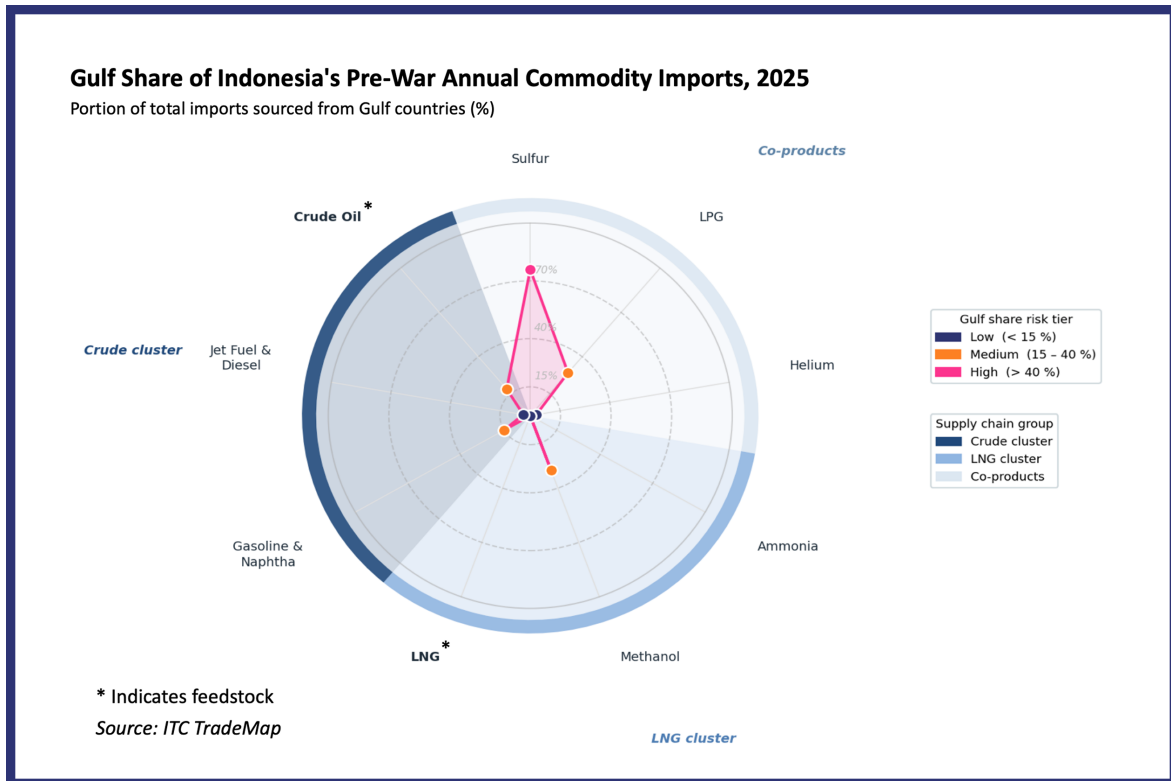 Gulf Share of Indonesia's Pre-War Annual Commodity Imports, 2025
Portion of total imports sourced from Gulf countries (%)
Co-products
Sulfur
Crude Oil *
LPG
70%
40%
15%
Crude cluster
Jet Fuel &
Diesel
Helium
Gulf share risk tier
Low (< 15 %)
Medium (15 – 40 %)
High (> 40 %)
Supply chain group
Crude cluster
LNG cluster
Co-products
Gasoline &
Naphtha
Ammonia
LNG *
Methanol
* Indicates feedstock
Source: ITC TradeMap
LNG cluster